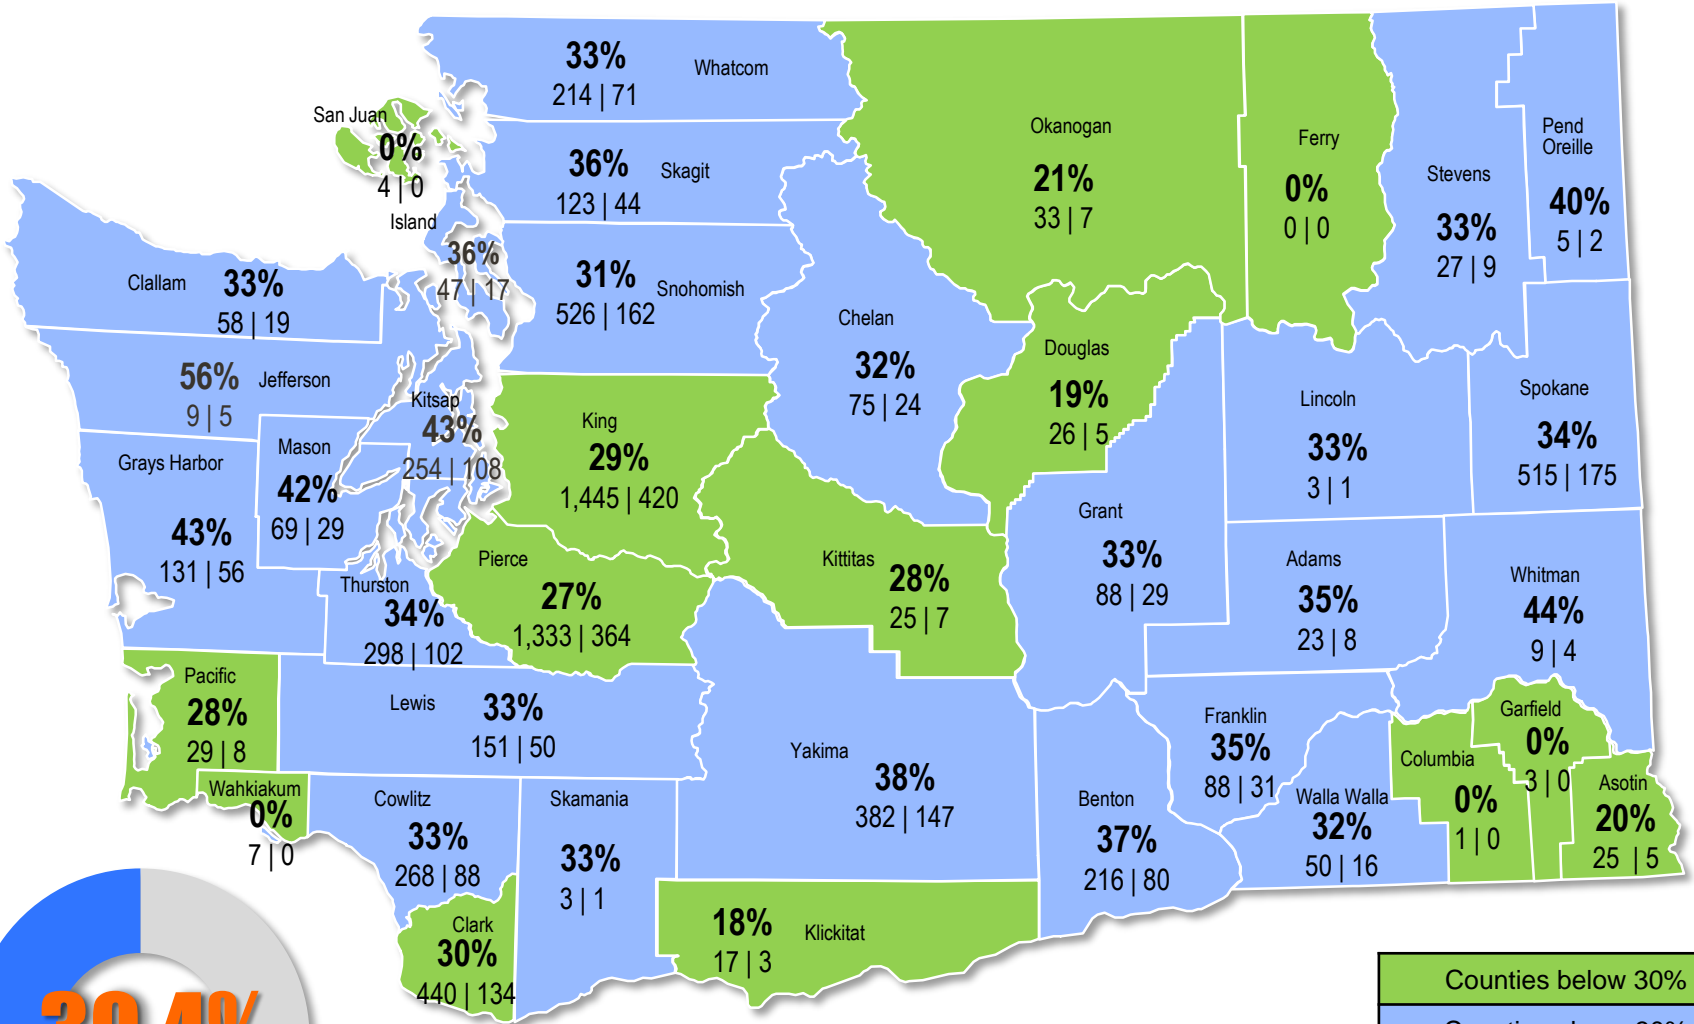 33%
Whatcom
214 | 71
San Juan
0%
4 | 0
36%
Skagit
123 | 44
Okanogan
21%
33 | 7
Ferry
0%
0 | 0
Stevens
33%
27 | 9
Pend
Oreille
40%
5 | 2
Island
36%
47 | 17
31%
Snohomish
526 | 162
Clallam
33%
58 | 19
Chelan
32%
75 | 24
Douglas
19%
26 | 5
56%
Jefferson
9 | 5
Kitsap
43%
254 | 108
King
29%
1,445 | 420
Lincoln
33%
3 | 1
Spokane
34%
515 | 175
Mason
42%
69 | 29
Grays Harbor
43%
131 | 56
Grant
33%
88 | 29
Kittitas
28%
25 | 7
Adams
35%
23 | 8
Whitman
44%
9 | 4
Pierce
27%
1,333 | 364
Thurston
34%
298 | 102
Pacific
28%
29 | 8
Lewis
33%
151 | 50
Yakima
38%
382 | 147
Franklin
35%
88 | 31
Garfield
0%
3 | 0
Columbia
0%
1 | 0
Asotin
20%
25 | 5
Wahkiakum
0%
7 | 0
Cowlitz
33%
268 | 88
Skamania
33%
3 | 1
Benton
37%
216 | 80
Walla Walla
32%
50 | 16
Clark
30%
440 | 134
18%
Klickitat
17 | 3
Counties below 30%